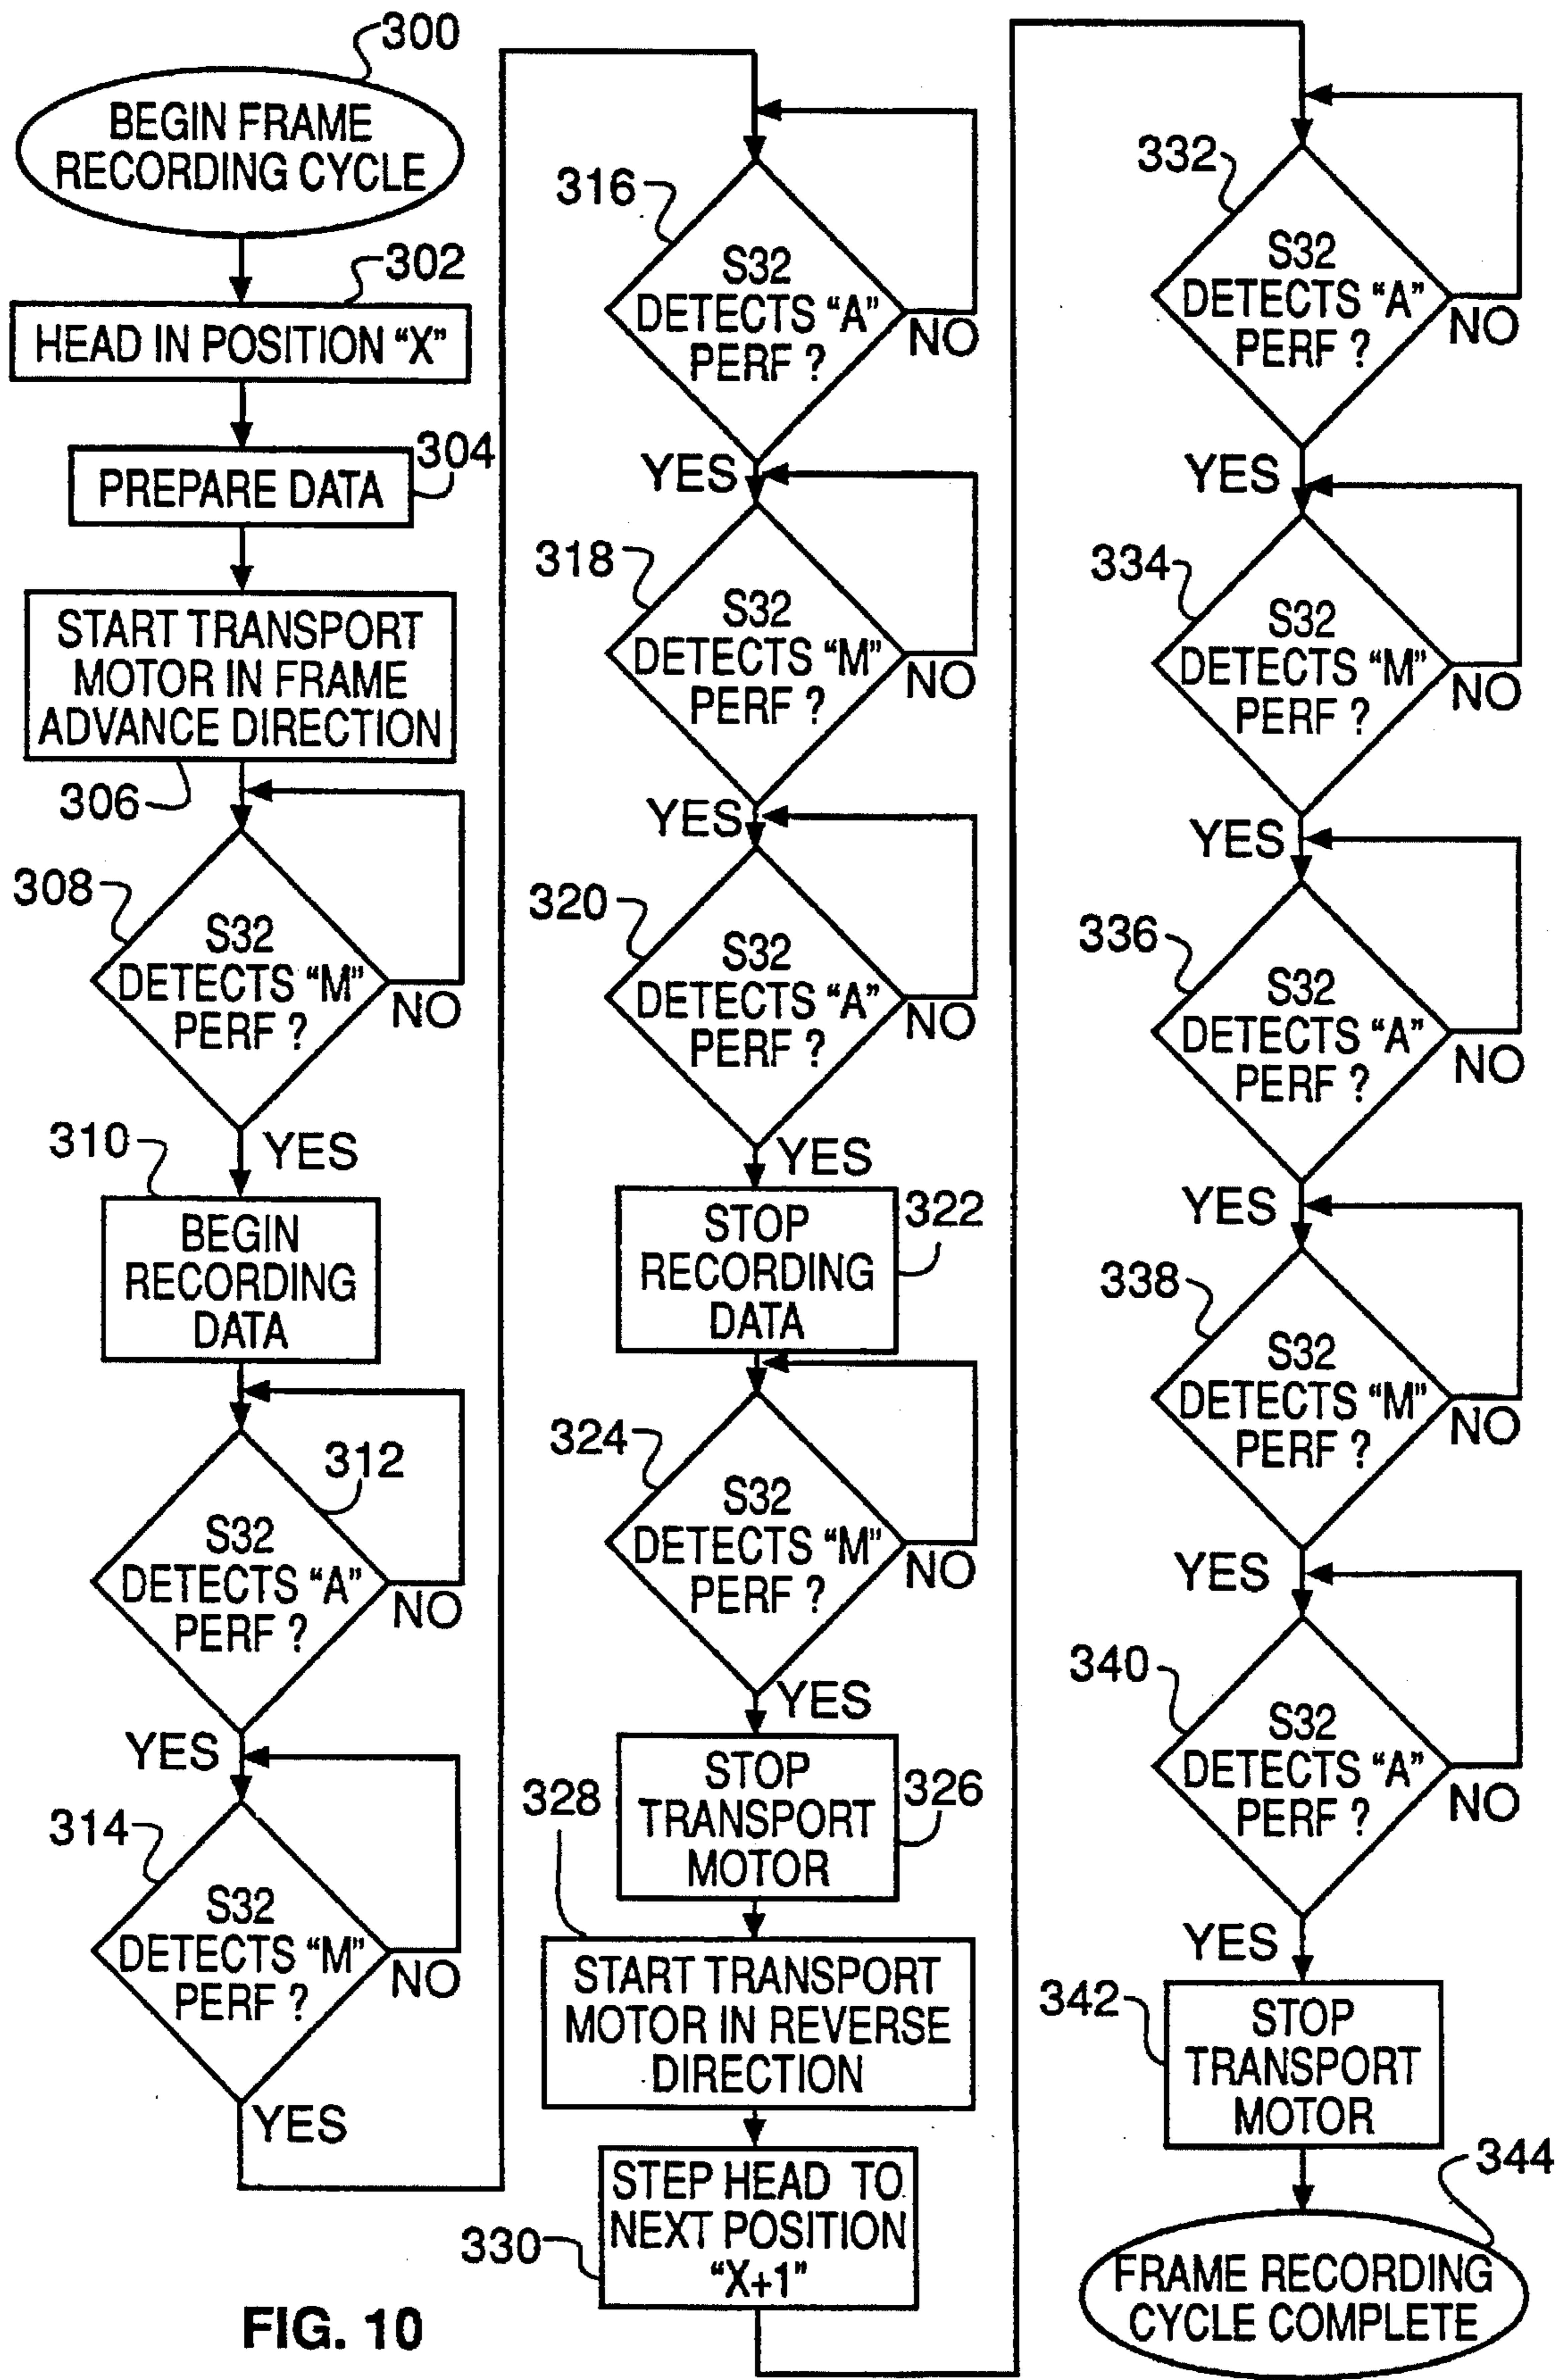 300
BEGIN FRAME
RECORDING CYCLE
302
HEAD IN POSITION “X”
304
PREPARE DATA
START TRANSPORT
MOTOR IN FRAME
ADVANCE DIRECTION
306
308
S32
DETECTS “M”
PERF ?
NO
YES
310
BEGIN
RECORDING
DATA
312
S32
DETECTS “A”
PERF ?
NO
YES
314
S32
DETECTS “M”
PERF ?
NO
YES
316
S32
DETECTS “A”
PERF ?
NO
YES
318
S32
DETECTS “M”
PERF ?
NO
YES
320
S32
DETECTS “A”
PERF ?
NO
YES
STOP
RECORDING
DATA
322
324
S32
DETECTS “M”
PERF ?
NO
YES
STOP
TRANSPORT
MOTOR
326
328
START TRANSPORT
MOTOR IN REVERSE
DIRECTION
STEP HEAD TO
NEXT POSITION
“X+1”
330
332
S32
DETECTS “A”
PERF ?
NO
YES
334
S32
DETECTS “M”
PERF ?
NO
YES
336
S32
DETECTS “A”
PERF ?
NO
YES
338
S32
DETECTS “M”
PERF ?
NO
YES
340
S32
DETECTS “A”
PERF ?
NO
YES
342
STOP
TRANSPORT
MOTOR
344
FRAME RECORDING
CYCLE COMPLETE
FIG. 10